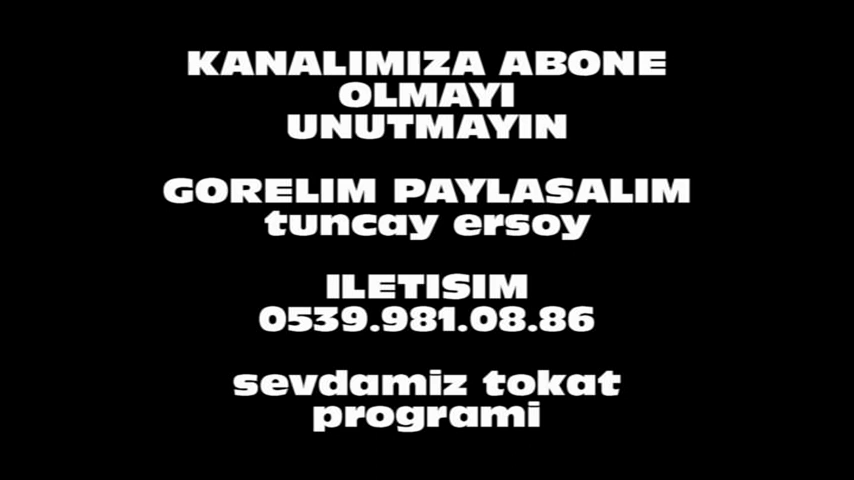 KANALIMIZA ABONE
OLMAYI
UNUTMAYIN
GORELIM PAYLASALIM
tuncay ersoy
ILETISIM
0539.981.08.86
sevdamiz tokat
programi